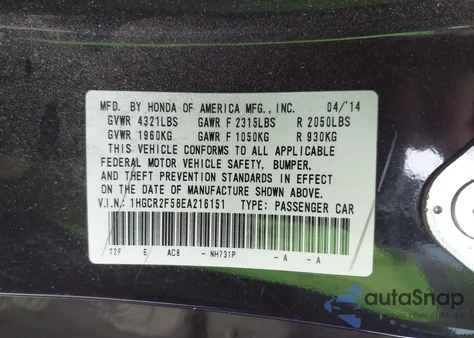 MFD. BY HONDA OF AMERICA MFG., INC. 04/'14
GVWR 4321LBS GAWR F 2315LBS R 2050LBS
GVWR 1960KG GAWR F 1050KG R 930KG
THIS VEHICLE CONFORMS TO ALL APPLICABLE
FEDERAL MOTOR VEHICLE SAFETY, BUMPER,
AND THEFT PREVENTION STANDARDS IN EFFECT
ON THE DATE OF MANUFACTURE SHOWN ABOVE.
V.I.N.: 1HGCR2F58EA216151 TYPE: PASSENGER CAR
T2F E AC8 - NH731P - A - A
autoSnap